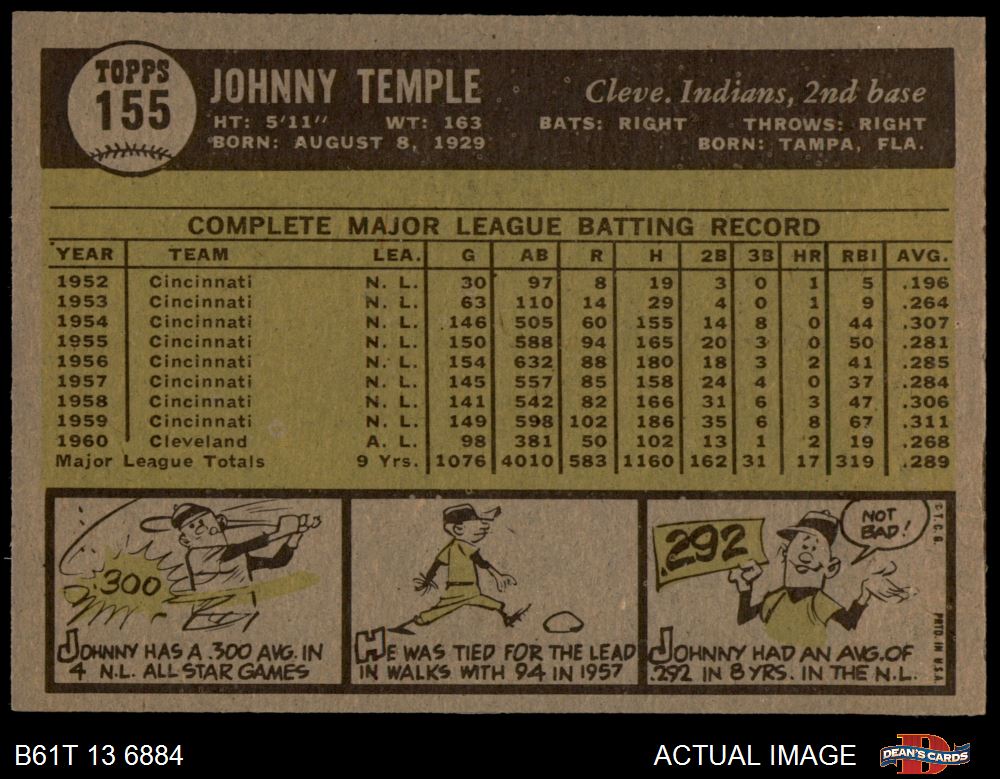 TOPPS
155
JOHNNY TEMPLE
Cleve. Indians, 2nd base
HT: 5'11" WT: 163 BATS: RIGHT THROWS: RIGHT
BORN: AUGUST 8, 1929 BORN: TAMPA, FLA.
COMPLETE MAJOR LEAGUE BATTING RECORD
YEAR TEAM LEA. G AB R H 2B 3B HR RBI AVG.
1952 Cincinnati N. L. 30 97 8 19 3 0 1 5 .196
1953 Cincinnati N. L. 63 110 14 29 4 0 1 9 .264
1954 Cincinnati N. L. 146 505 60 155 14 8 0 44 .307
1955 Cincinnati N. L. 150 588 94 165 20 3 0 50 .281
1956 Cincinnati N. L. 154 632 88 180 18 3 2 41 .285
1957 Cincinnati N. L. 145 557 85 158 24 4 0 37 .284
1958 Cincinnati N. L. 141 542 82 166 31 6 3 47 .306
1959 Cincinnati N. L. 149 598 102 186 35 6 8 67 .311
1960 Cleveland A. L. 98 381 50 102 13 1 2 19 .268
Major League Totals 9 Yrs. 1076 4010 583 1160 162 31 17 319 .289
.300
JOHNNY HAS A .300 AVG. IN
4 N.L. ALL STAR GAMES
HE WAS TIED FOR THE LEAD
IN WALKS WITH 94 IN 1957
.292
NOT
BAD!
JOHNNY HAD AN AVG. OF
.292 IN 8 YRS. IN THE N.L.
©T.C.G.
PRTD. IN U.S.A.
B61T 13 6884
ACTUAL IMAGE
D
DEAN'S CARDS